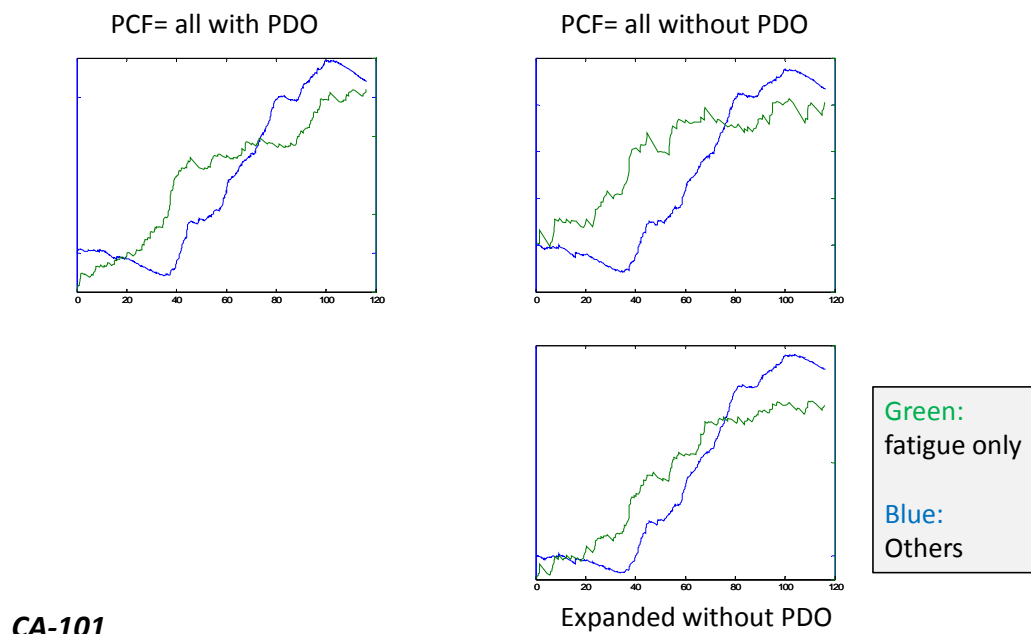 PCF= all with PDO
PCF= all without PDO
0 20 40 60 80 100 120
0 20 40 60 80 100 120
0 20 40 60 80 100 120
Green:
fatigue only
Blue:
Others
Expanded without PDO
CA-101